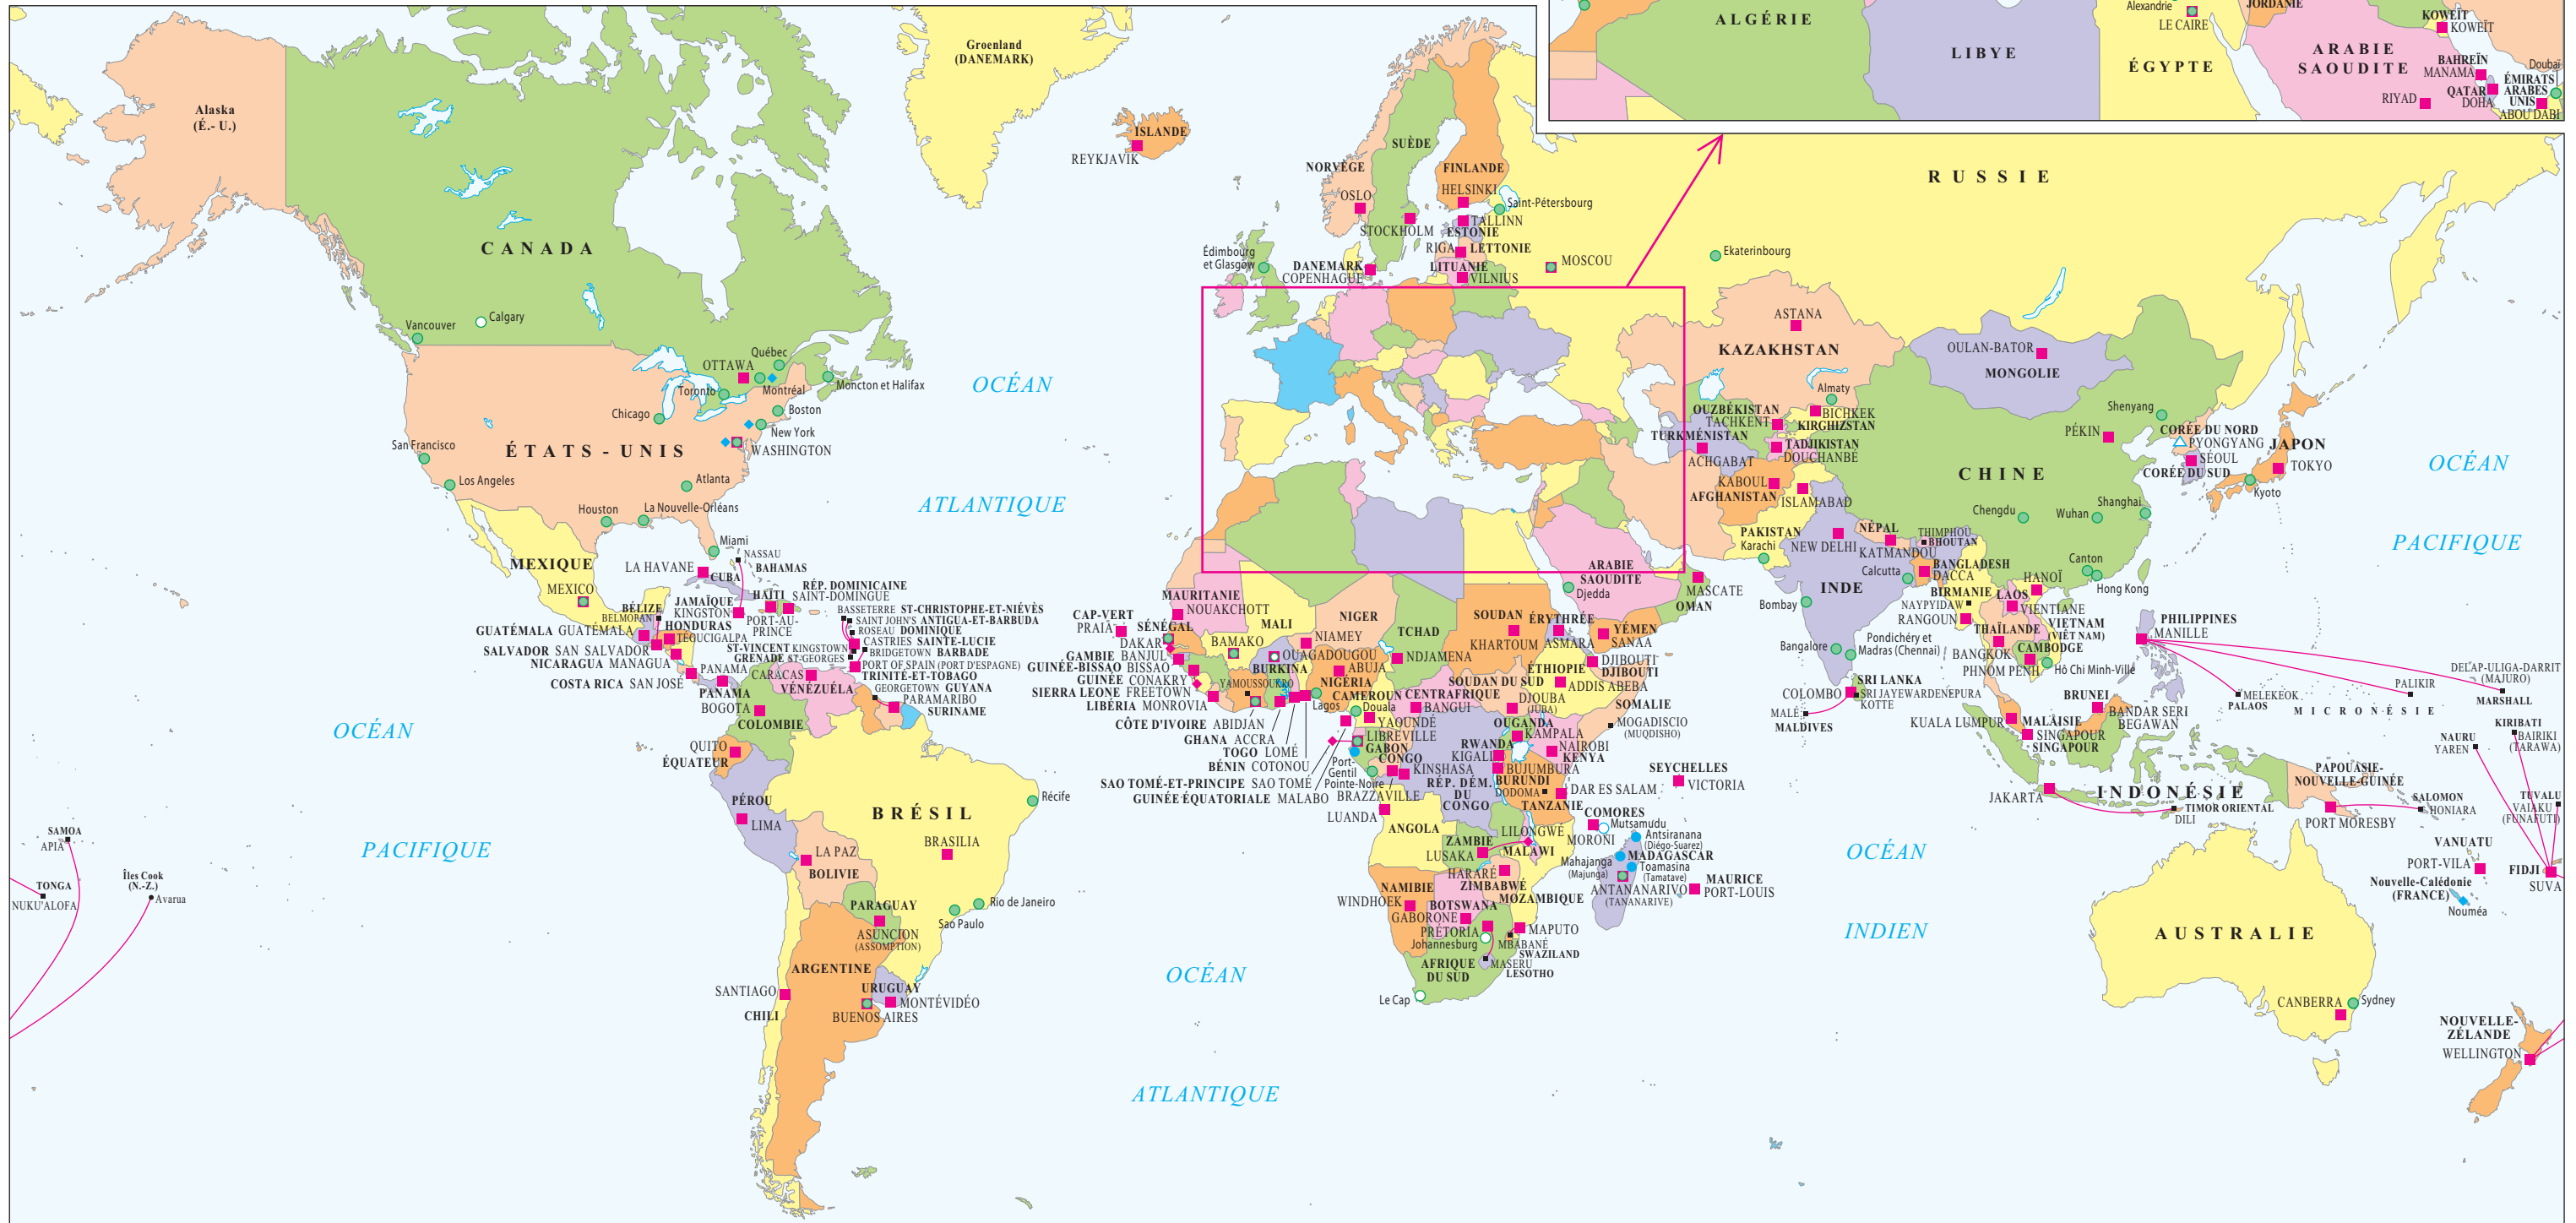 ALGÉRIE
LIBYE
Alexandrie
LE CAIRE
ÉGYPTE
JORDANIE
KOWEÏT
KOWEÏT
ARABIE
SAOUDITE
RIYAD
BAHREÏN
MANAMA
QATAR
DOHA
Doubaï
ÉMIRATS
ARABES
UNIS
ABOU DABI
Groenland
(DANEMARK)
Alaska
(É.- U.)
ISLANDE
REYKJAVIK
CANADA
Vancouver
Calgary
OTTAWA
Québec
Montréal
Toronto
Moncton et Halifax
Chicago
Boston
New York
WASHINGTON
San Francisco
ÉTATS - UNIS
Los Angeles
Atlanta
Houston
La Nouvelle-Orléans
Miami
OCÉAN
ATLANTIQUE
NORVÈGE
OSLO
SUÈDE
STOCKHOLM
FINLANDE
HELSINKI
Saint-Pétersbourg
TALLINN
ESTONIE
RIGA
LETTONIE
LITUANIE
VILNIUS
DANEMARK
COPENHAGUE
Édimbourg
et Glasgow
MOSCOU
RUSSIE
Ekaterinbourg
ASTANA
KAZAKHSTAN
Almaty
OULAN-BATOR
MONGOLIE
OUZBÉKISTAN
TACHKENT
BICHKEK
KIRGHIZSTAN
TURKMÉNISTAN
ACHGABAT
TADJIKISTAN
DOUCHANBÉ
KABOUL
AFGHANISTAN
ISLAMABAD
PAKISTAN
Karachi
CHINE
PÉKIN
Shenyang
CORÉE DU NORD
PYONGYANG
SÉOUL
CORÉE DU SUD
JAPON
TOKYO
Kyoto
Shanghai
Chengdu
Wuhan
Canton
Hong Kong
OCÉAN
PACIFIQUE
NEW DELHI
NÉPAL
KATMANDOU
THIMPHOU
BHOUTAN
BANGLADESH
DACCA
Calcutta
INDE
Bombay
Bangalore
Pondichéry et
Madras (Chennai)
BIRMANIE
NAYPYIDAW
RANGOUN
HANOÏ
LAOS
VIENTIANE
VIETNAM
(VIÊT NAM)
THAÏLANDE
BANGKOK
CAMBODGE
PHNOM PENH
Hô Chi Minh-Ville
PHILIPPINES
MANILLE
SRI LANKA
COLOMBO
SRI JAYEWARDENEPURA
KOTTE
MALÉ
MALDIVES
BRUNEI
BANDAR SERI
BEGAWAN
KUALA LUMPUR
MALAISIE
SINGAPOUR
SINGAPOUR
JAKARTA
INDONÉSIE
TIMOR ORIENTAL
DILI
PAPOUASIE-
NOUVELLE-GUINÉE
PORT MORESBY
SALOMON
HONIARA
MELEKEOK
PALAOS
PALIKIR
MICRONÉSIE
DELAP-ULIGA-DARRIT
(MAJURO)
MARSHALL
KIRIBATI
BAIRIKI
(TARAWA)
NAURU
YAREN
TUVALU
VAIAKU
(FUNAFUTI)
VANUATU
PORT-VILA
FIDJI
SUVA
Nouvelle-Calédonie
(FRANCE)
Nouméa
AUSTRALIE
CANBERRA
Sydney
NOUVELLE-
ZÉLANDE
WELLINGTON
OCÉAN
INDIEN
MEXIQUE
MEXICO
LA HAVANE
CUBA
NASSAU
BAHAMAS
HAÏTI
PORT-AU-
PRINCE
RÉP. DOMINICAINE
SAINT-DOMINGUE
JAMAÏQUE
KINGSTON
BÉLIZE
BELMOPAN
GUATÉMALA GUATÉMALA
HONDURAS
TEGUCIGALPA
SALVADOR SAN SALVADOR
NICARAGUA MANAGUA
COSTA RICA SAN JOSÉ
PANAMA
PANAMA
BASSETERRE ST-CHRISTOPHE-ET-NIÉVÈS
SAINT JOHN'S ANTIGUA-ET-BARBUDA
ROSEAU DOMINIQUE
CASTRIES SAINTE-LUCIE
ST-VINCENT KINGSTOWN
BRIDGETOWN BARBADE
GRENADE ST-GEORGES
PORT OF SPAIN (PORT D'ESPAGNE)
TRINITÉ-ET-TOBAGO
CARACAS
VÉNÉZUÉLA
GEORGETOWN GUYANA
PARAMARIBO
SURINAME
BOGOTA
COLOMBIE
QUITO
ÉQUATEUR
PÉROU
LIMA
BRÉSIL
BRASILIA
Récife
Rio de Janeiro
Sao Paulo
LA PAZ
BOLIVIE
PARAGUAY
ASUNCION
(ASSOMPTION)
ARGENTINE
URUGUAY
MONTÉVIDÉO
BUENOS AIRES
SANTIAGO
CHILI
OCÉAN
PACIFIQUE
SAMOA
APIA
TONGA
NUKU'ALOFA
Îles Cook
(N.-Z.)
Avarua
OCÉAN
ATLANTIQUE
CAP-VERT
PRAIA
MAURITANIE
NOUAKCHOTT
SÉNÉGAL
DAKAR
GAMBIE BANJUL
GUINÉE-BISSAO BISSAO
GUINÉE CONAKRY
SIERRA LEONE FREETOWN
LIBÉRIA MONROVIA
CÔTE D'IVOIRE ABIDJAN
YAMOUSSOUKRO
GHANA ACCRA
TOGO LOMÉ
BÉNIN COTONOU
SAO TOMÉ-ET-PRINCIPE SAO TOMÉ
GUINÉE ÉQUATORIALE MALABO
MALI
BAMAKO
BURKINA
OUAGADOUGOU
NIGER
NIAMEY
NIGÉRIA
ABUJA
Lagos
TCHAD
NDJAMENA
CAMEROUN
Douala
YAOUNDÉ
CENTRAFRIQUE
BANGUI
LIBREVILLE
GABON
Port-
Gentil
Pointe-Noire
CONGO
BRAZZAVILLE
KINSHASA
RÉP. DÉM.
DU
CONGO
SOUDAN
KHARTOUM
SOUDAN DU SUD
DJOUBA
(JUBA)
ÉRYTHRÉE
ASMARA
ÉTHIOPIE
ADDIS ABEBA
DJIBOUTI
DJIBOUTI
SOMALIE
MOGADISCIO
(MUQDISHO)
ARABIE
SAOUDITE
Djedda
YÉMEN
SANAA
MASCATE
OMAN
OUGANDA
KAMPALA
NAIROBI
KENYA
RWANDA
KIGALI
BUJUMBURA
BURUNDI
DODOMA
DAR ES SALAM
TANZANIE
SEYCHELLES
VICTORIA
COMORES
MORONI
Mutsamudu
Antsiranana
(Diégo-Suarez)
Mahajanga
(Majunga)
MADAGASCAR
Toamasina
(Tamatave)
ANTANANARIVO
(TANANARIVE)
MAURICE
PORT-LOUIS
LUANDA
ANGOLA
ZAMBIE
LUSAKA
LILONGWÉ
MALAWI
HARARÉ
ZIMBABWÉ
MOZAMBIQUE
NAMIBIE
WINDHOEK
BOTSWANA
GABORONE
PRÉTORIA
Johannesburg
MAPUTO
MBABANÉ
SWAZILAND
MASERU
LESOTHO
AFRIQUE
DU SUD
Le Cap
OCÉAN
ATLANTIQUE